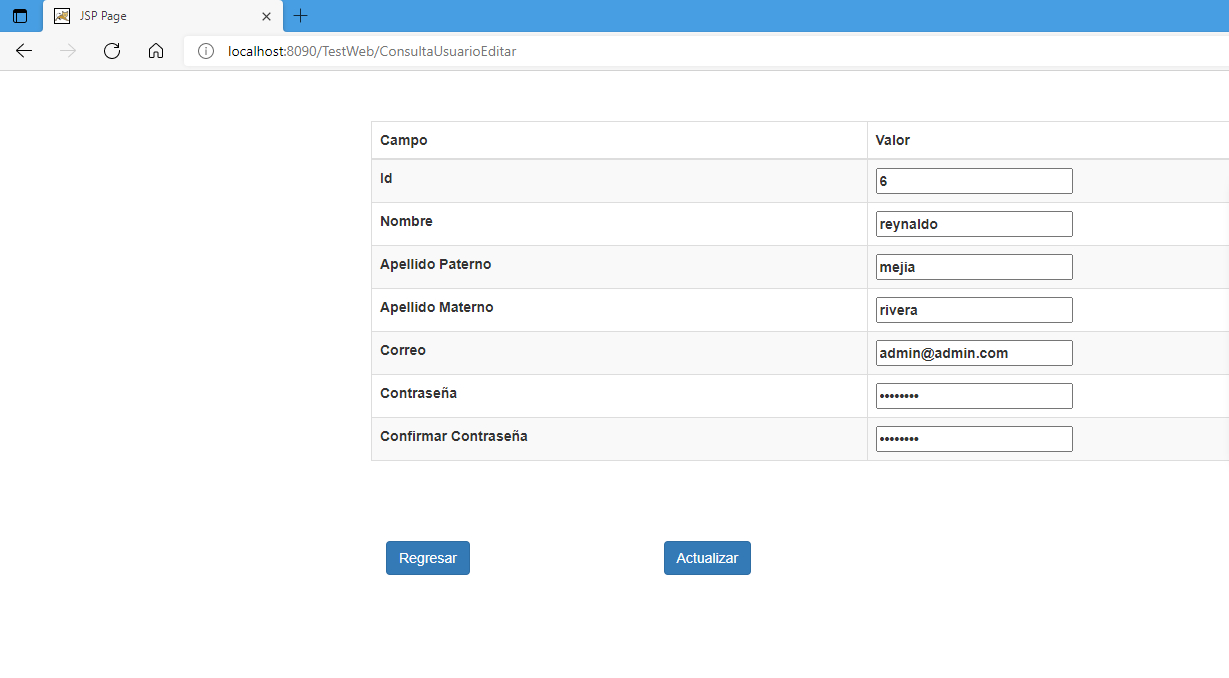 JSP Page
localhost:8090/TestWeb/ConsultaUsuarioEditar
Campo Valor
Id 6
Nombre reynaldo
Apellido Paterno mejia
Apellido Materno rivera
Correo admin@admin.com
Contraseña ••••••••
Confirmar Contraseña ••••••••
Regresar Actualizar